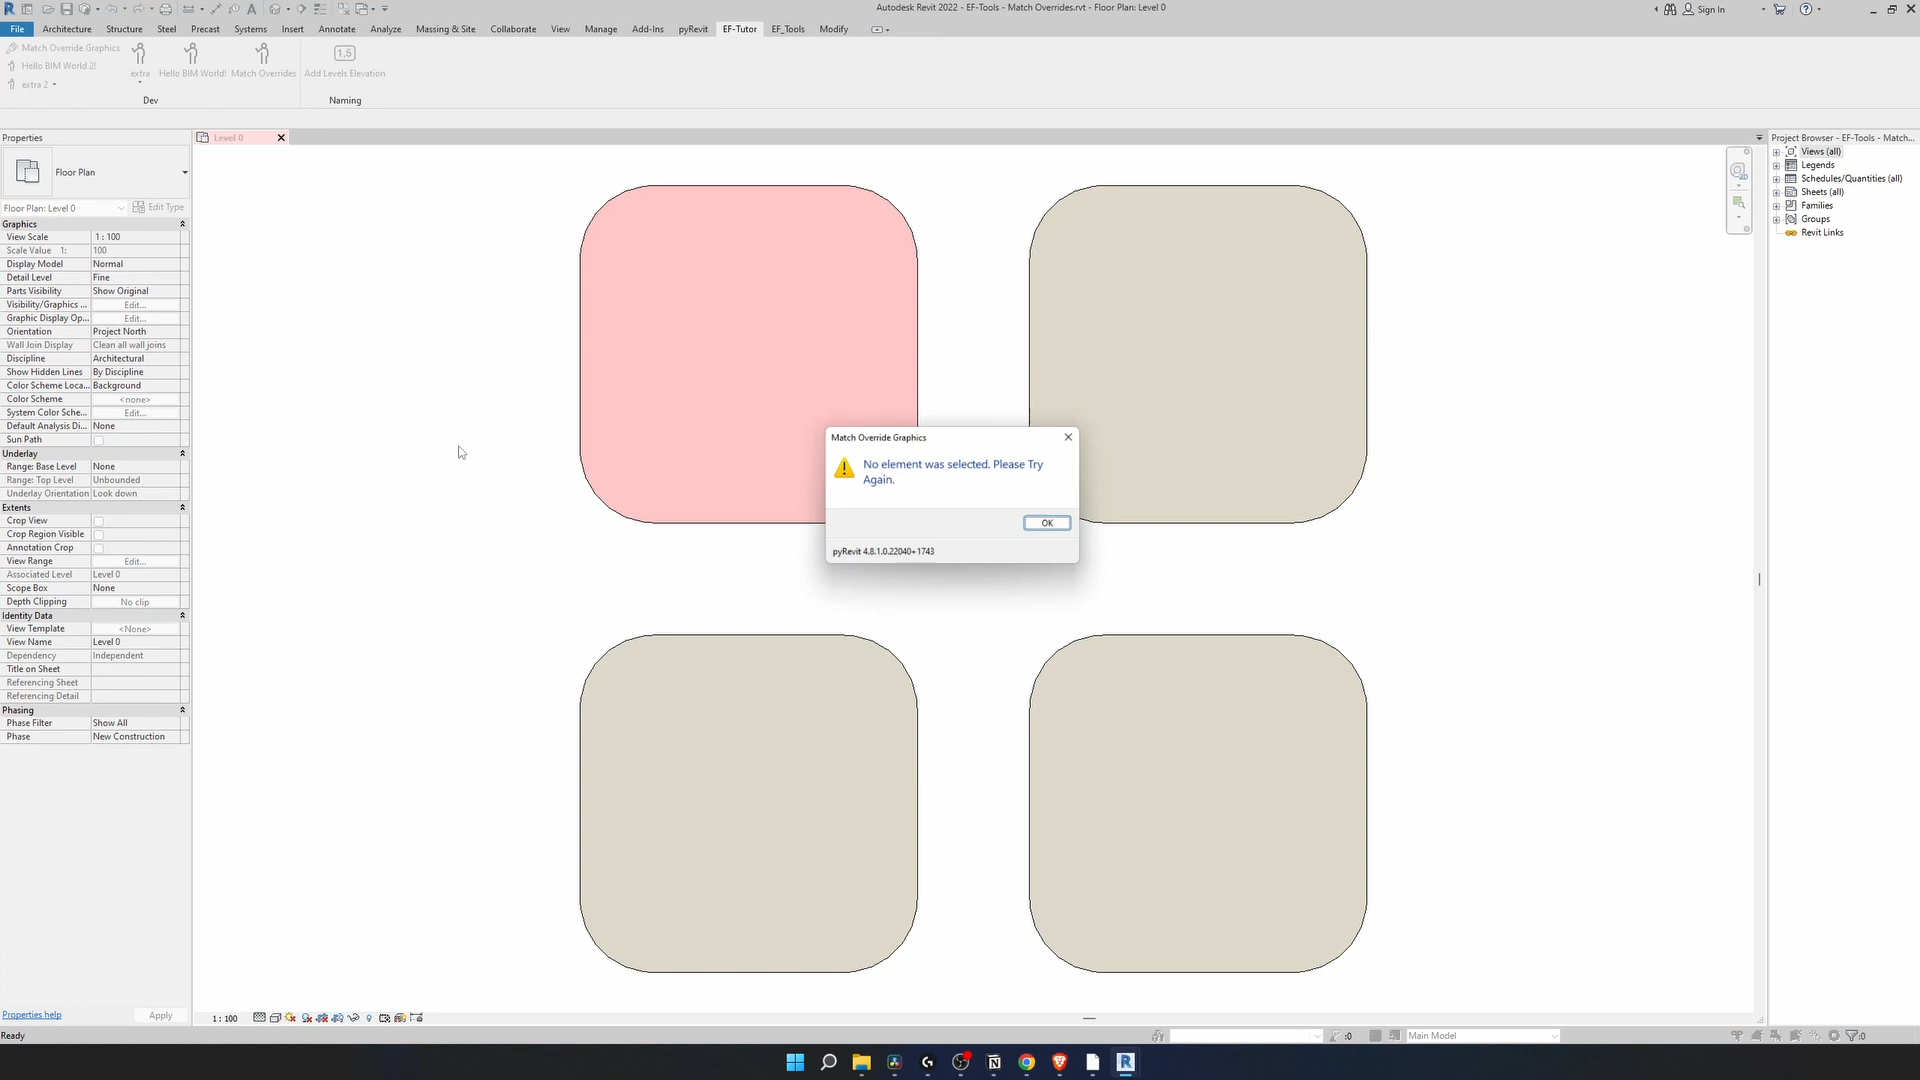 Autodesk Revit 2022 - EF-Tools - Match Overrides.rvt - Floor Plan: Level 0
Sign In
File Architecture Structure Steel Precast Systems Insert Annotate Analyze Massing & Site Collaborate View Manage Add-Ins pyRevit EF-Tutor EF_Tools Modify
Match Override Graphics
Hello BIM World 2!
extra 2
extra
Hello BIM World!
Match Overrides
1,5
Add Levels Elevation
Dev
Naming
Properties
Level 0
Project Browser - EF-Tools - Match...
Floor Plan
Floor Plan: Level 0
Edit Type
Graphics
View Scale 1 : 100
Scale Value 1: 100
Display Model Normal
Detail Level Fine
Parts Visibility Show Original
Visibility/Graphics ... Edit...
Graphic Display Op... Edit...
Orientation Project North
Wall Join Display Clean all wall joins
Discipline Architectural
Show Hidden Lines By Discipline
Color Scheme Loca... Background
Color Scheme <none>
System Color Sche... Edit...
Default Analysis Di... None
Sun Path
Underlay
Range: Base Level None
Range: Top Level Unbounded
Underlay Orientation Look down
Extents
Crop View
Crop Region Visible
Annotation Crop
View Range Edit...
Associated Level Level 0
Scope Box None
Depth Clipping No clip
Identity Data
View Template <None>
View Name Level 0
Dependency Independent
Title on Sheet
Referencing Sheet
Referencing Detail
Phasing
Phase Filter Show All
Phase New Construction
Properties help
Apply
Views (all)
Legends
Schedules/Quantities (all)
Sheets (all)
Families
Groups
Revit Links
Match Override Graphics
No element was selected. Please Try
Again.
OK
pyRevit 4.8.1.0.22040+1743
1 : 100
Ready
:0
Main Model
:0